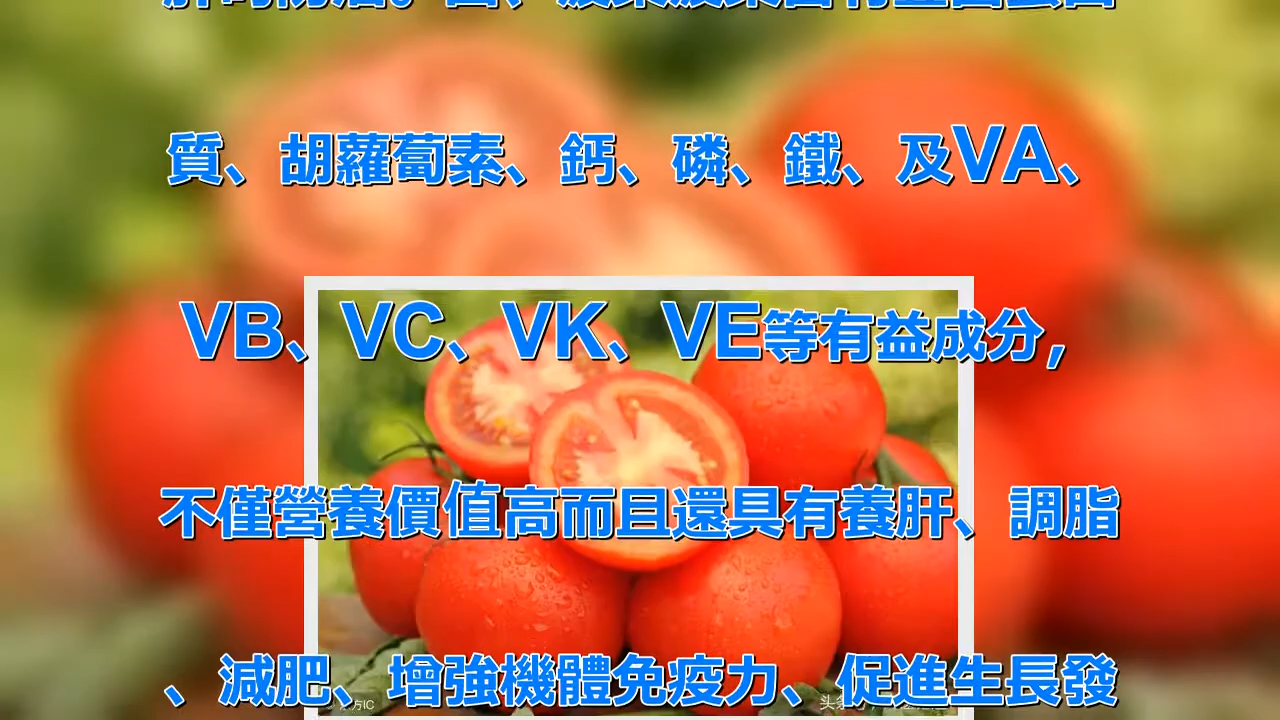 質、胡蘿蔔素、鈣、磷、鐵、及VA、
VB、VC、VK、VE等有益成分，
不僅營養價值高而且還具有養肝、調脂
、減肥、增強機體免疫力、促進生長發